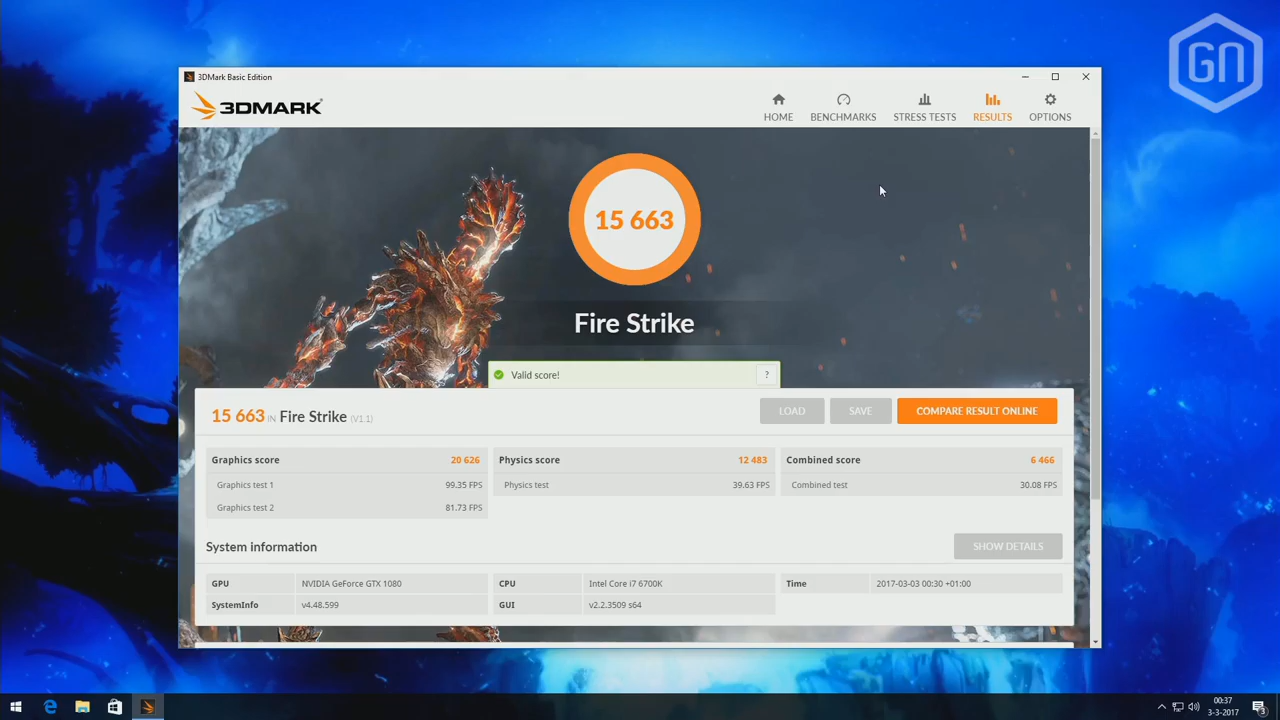 GN
3DMark Basic Edition
3DMARK
HOME BENCHMARKS STRESS TESTS RESULTS OPTIONS
15 663
Fire Strike
Valid score! ?
15 663 IN Fire Strike (V1.1) LOAD SAVE COMPARE RESULT ONLINE
Graphics score 20 626 Physics score 12 483 Combined score 6 466
Graphics test 1 99.35 FPS Physics test 39.63 FPS Combined test 30.08 FPS
Graphics test 2 81.73 FPS
System information SHOW DETAILS
GPU NVIDIA GeForce GTX 1080 CPU Intel Core i7 6700K Time 2017-03-03 00:30 +01:00
SystemInfo v4.48.599 GUI v2.2.3509 s64
00:37
3-3-2017
3